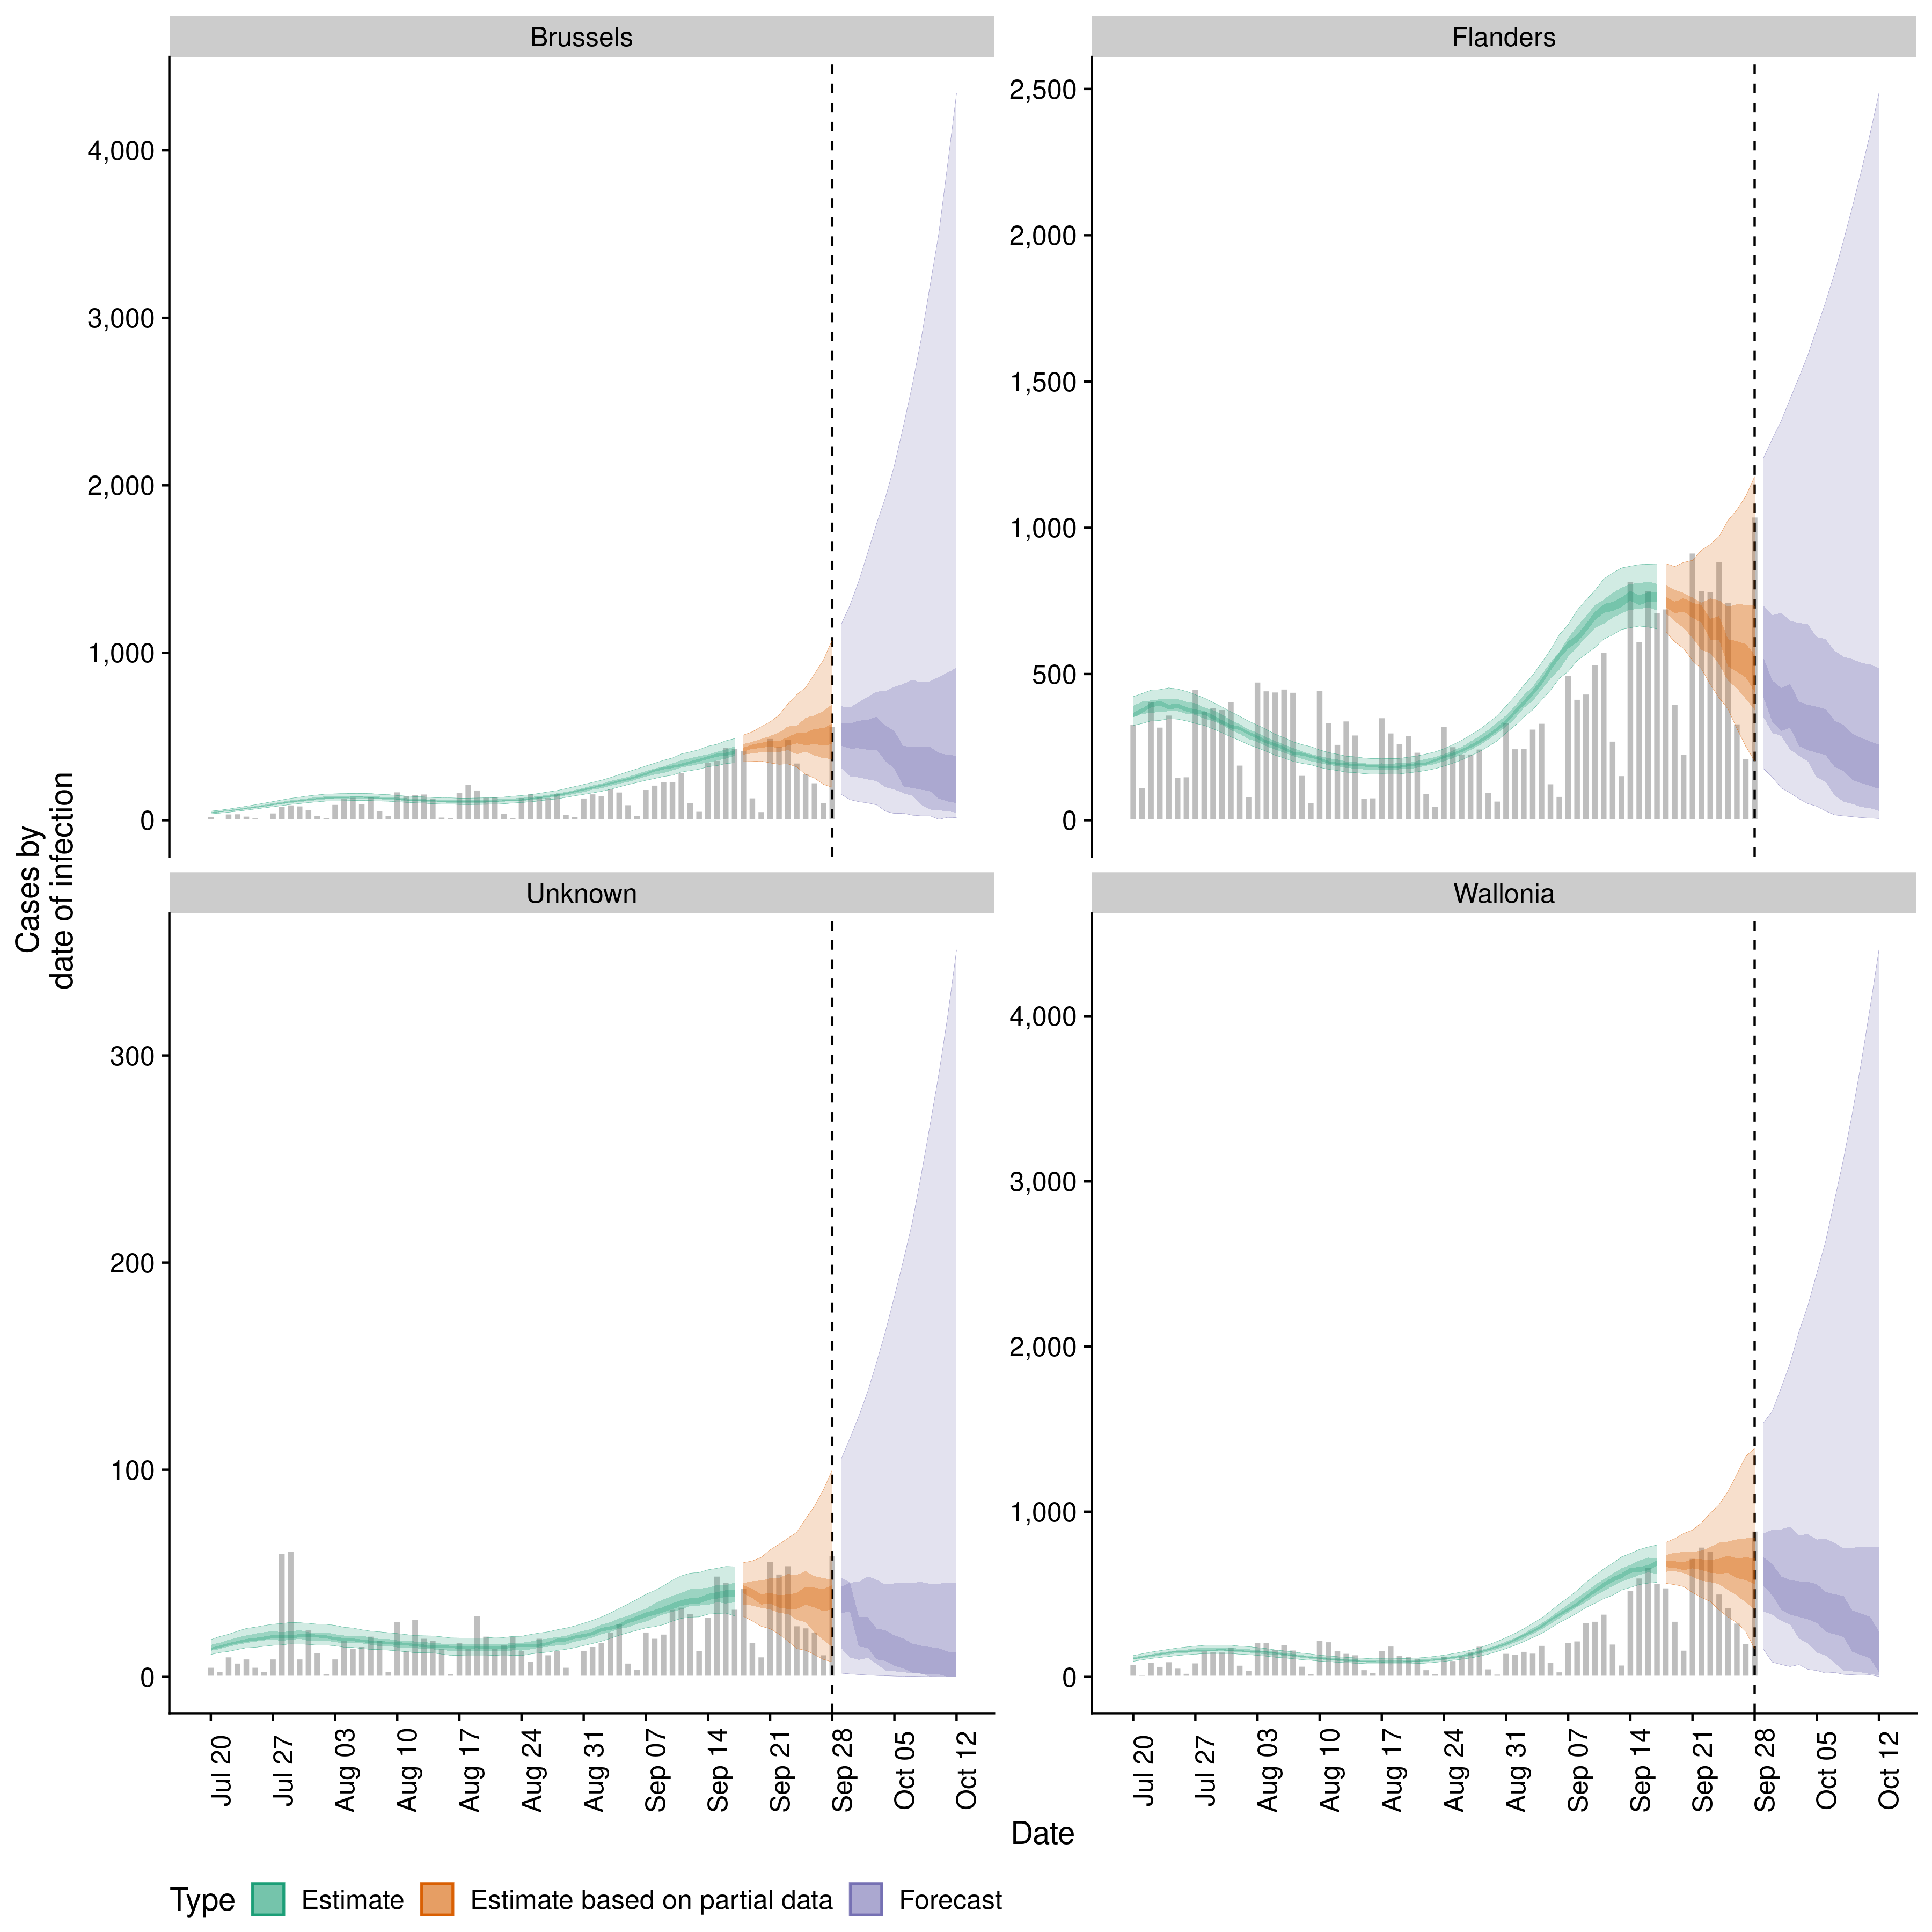 Brussels
Flanders
4,000
3,000
2,000
1,000
0
2,500
2,000
1,500
1,000
500
0
Cases by
date of infection
Unknown
Wallonia
300
200
100
0
4,000
3,000
2,000
1,000
0
Jul 20
Jul 27
Aug 03
Aug 10
Aug 17
Aug 24
Aug 31
Sep 07
Sep 14
Sep 21
Sep 28
Oct 05
Oct 12
Jul 20
Jul 27
Aug 03
Aug 10
Aug 17
Aug 24
Aug 31
Sep 07
Sep 14
Sep 21
Sep 28
Oct 05
Oct 12
Date
Type Estimate Estimate based on partial data Forecast